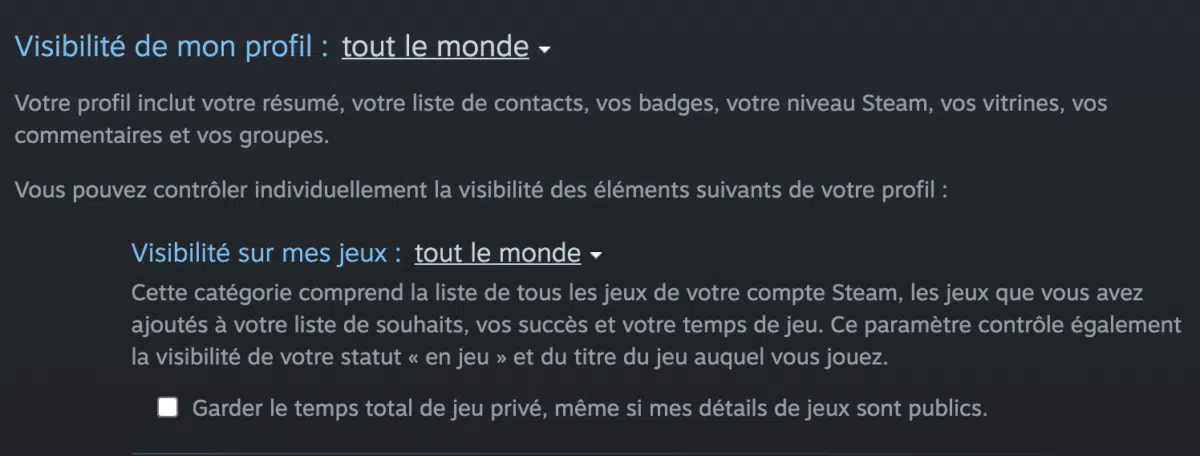 Visibilité de mon profil : tout le monde
Votre profil inclut votre résumé, votre liste de contacts, vos badges, votre niveau Steam, vos vitrines, vos
commentaires et vos groupes.
Vous pouvez contrôler individuellement la visibilité des éléments suivants de votre profil :
Visibilité sur mes jeux : tout le monde
Cette catégorie comprend la liste de tous les jeux de votre compte Steam, les jeux que vous avez
ajoutés à votre liste de souhaits, vos succès et votre temps de jeu. Ce paramètre contrôle également
la visibilité de votre statut « en jeu » et du titre du jeu auquel vous jouez.
Garder le temps total de jeu privé, même si mes détails de jeux sont publics.